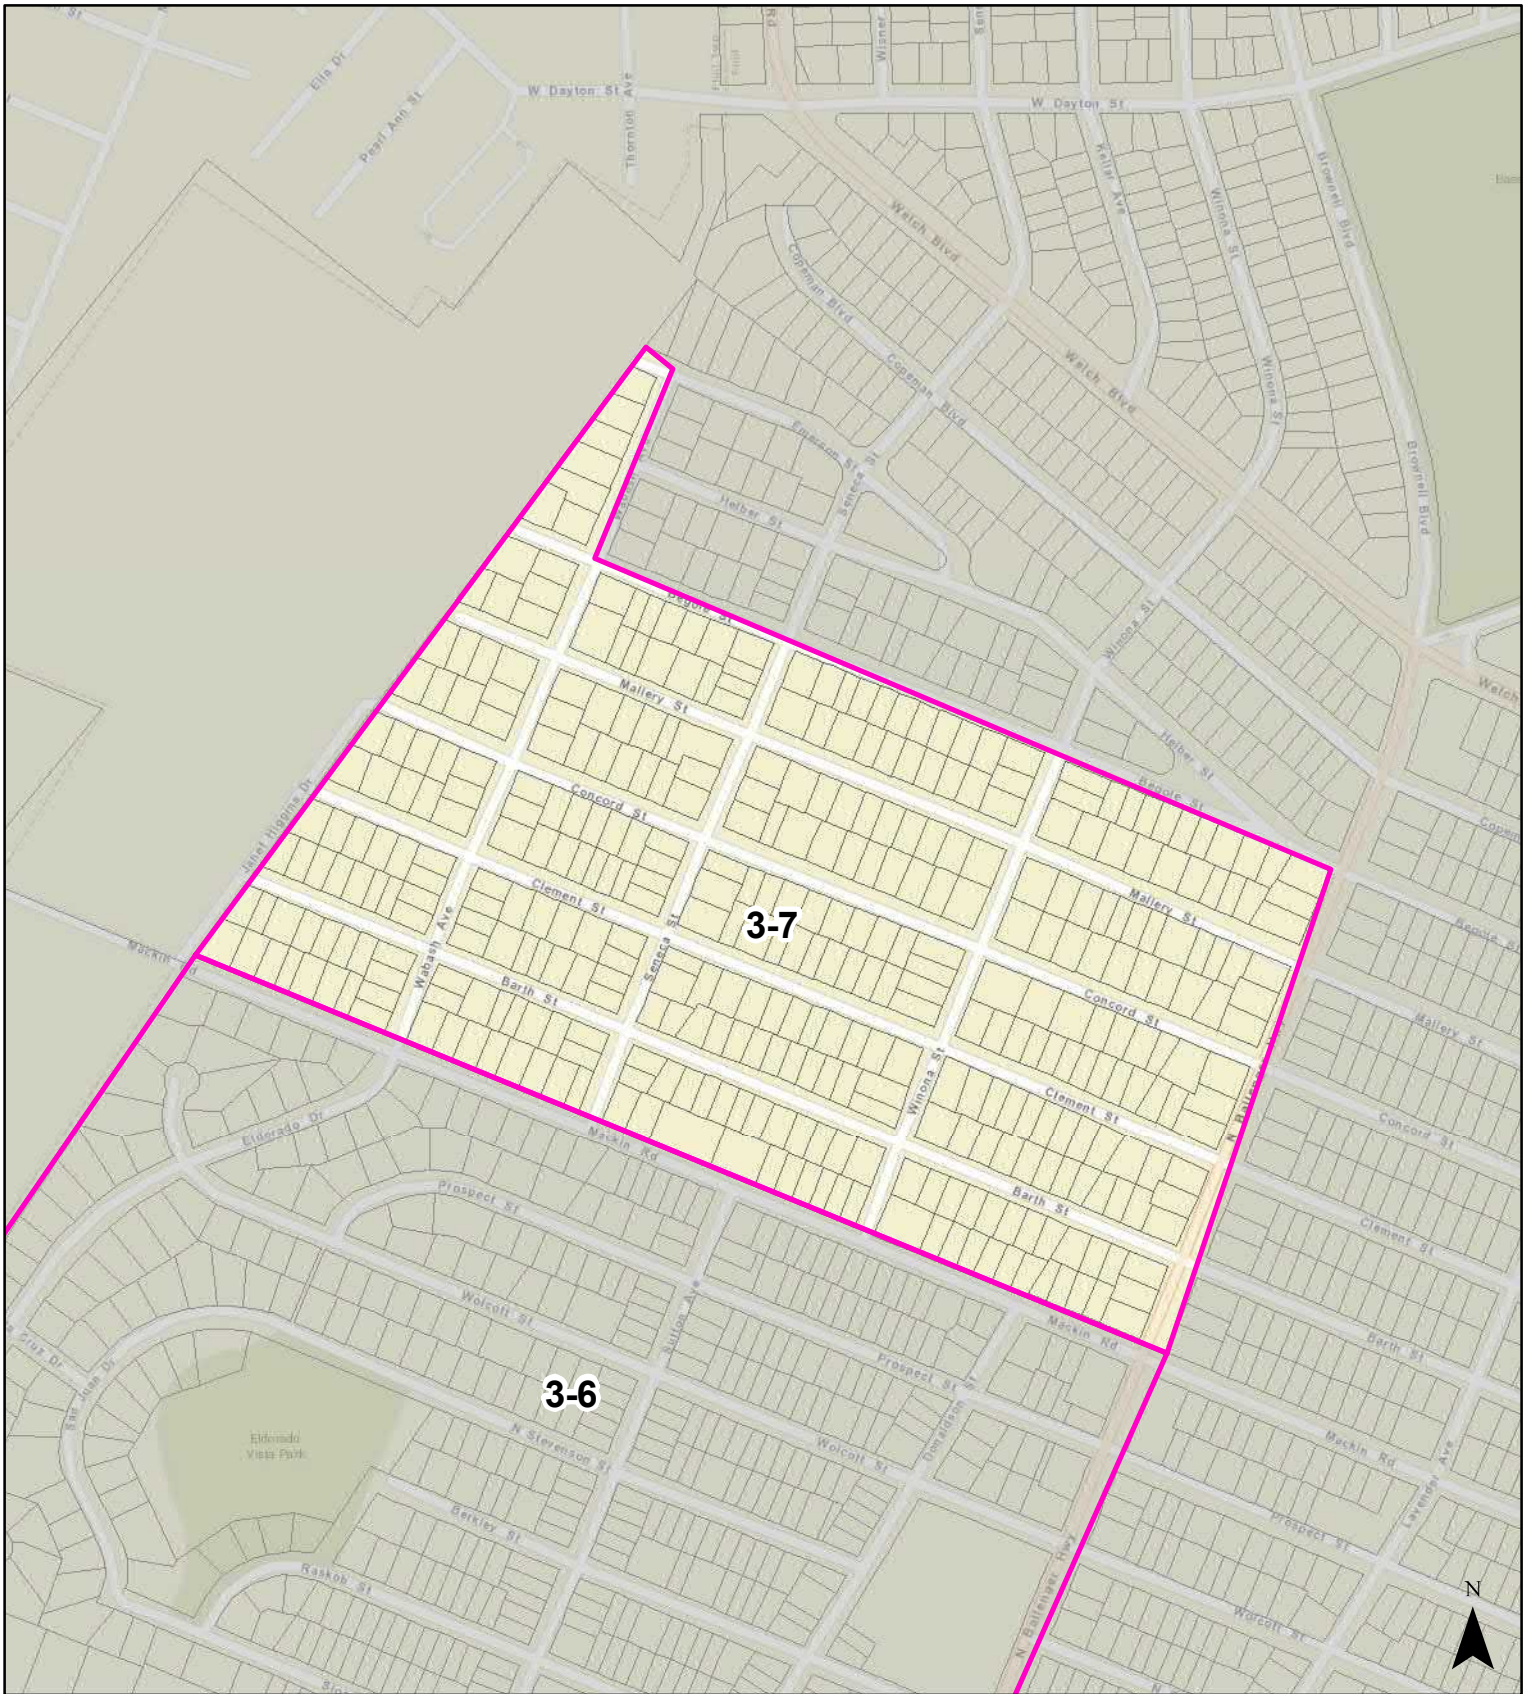 Rd
Wisner
Ella Dr
Pearl Ann St
W Dayton St
Thornton Ave
W Dayton St
Kellar Ave
Winona St
Brownell Blvd
Welch Blvd
Copeman Blvd
Copeman Blvd
Welch Blvd
Winona St
Emerson St
Seneca St
Helber St
Brownell Blvd
Begole St
Winona St
Welch
Mallery St
Helber St
Begole St
Concord St
Janet Higgins Dr
Clement St
3-7
Mallery St
Begole St
Mackin Rd
Wabash Ave
Seneca St
Barth St
Concord St
Mallery St
Winona St
Clement St
N Ballenger
Concord St
Eldorado Dr
Mackin Rd
Prospect St
Barth St
Clement St
Wolcott St
Sutton Ave
Mackin Rd
Barth St
Cruz Dr
San Juan Dr
3-6
Prospect St
Donaldson St
Eldorado
Vista Park
N Stevenson St
Wolcott St
Mackin Rd
Lavender Ave
Berkley St
Prospect St
Raskob St
N Ballenger Hwy
Wolcott St
N